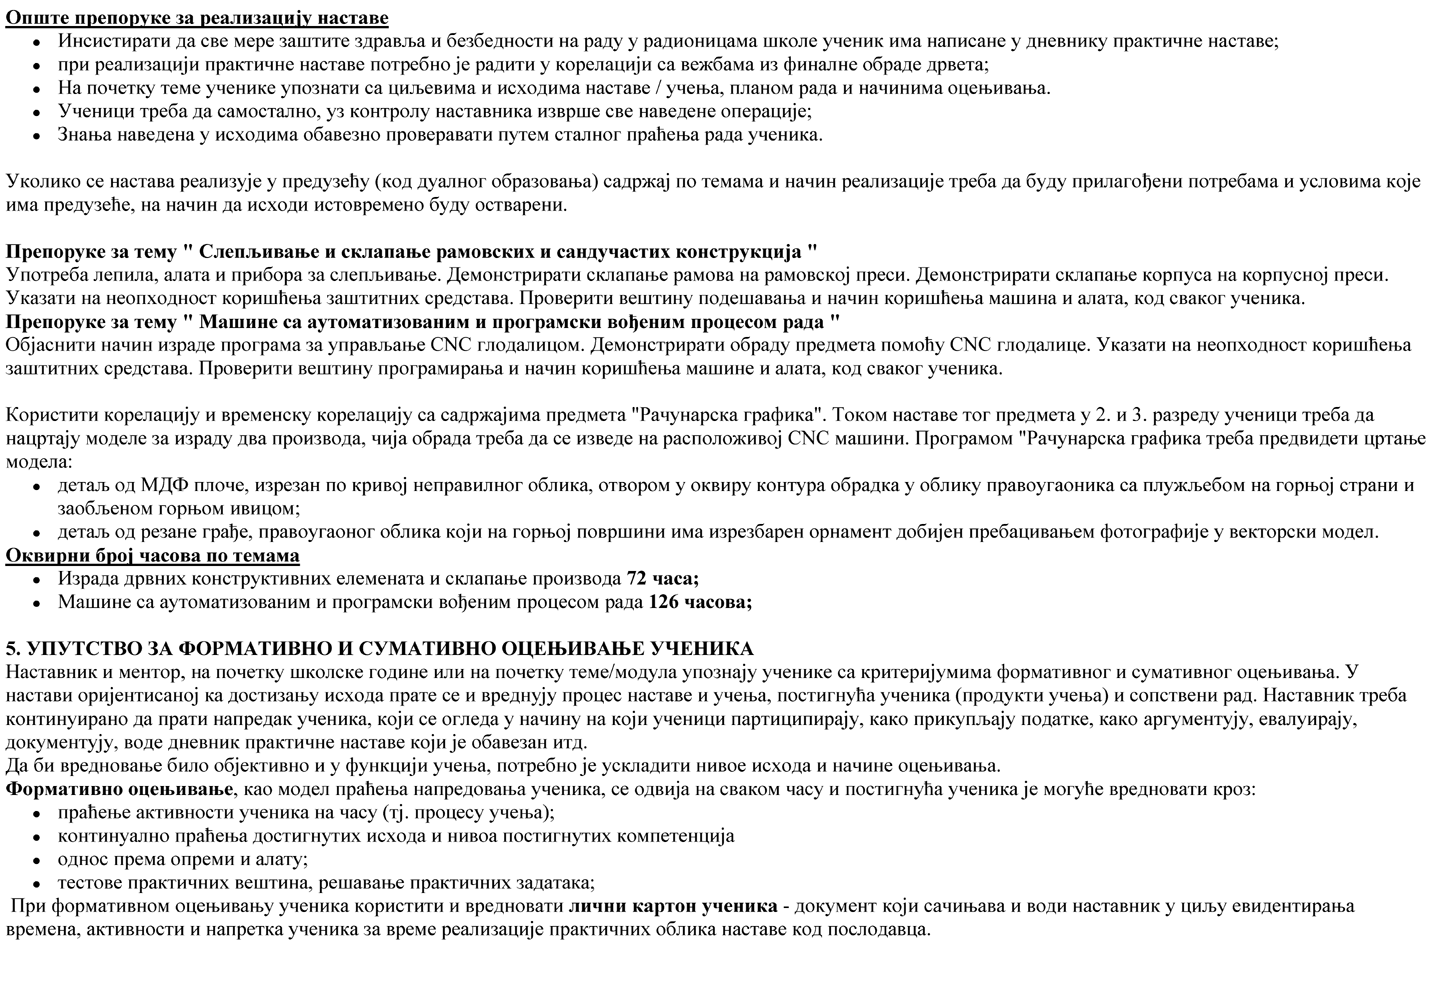 Опште препоруке за реализацију наставе
● Инсистирати да све мере заштите здравља и безбедности на раду у радионицама школе ученик има написане у дневнику практичне наставе;
● при реализацији практичне наставе потребно је радити у корелацији са вежбама из финалне обраде дрвета;
● На почетку теме ученике упознати са циљевима и исходима наставе / учења, планом рада и начинима оцењивања.
● Ученици треба да самостално, уз контролу наставника изврше све наведене операције;
● Знања наведена у исходима обавезно проверавати путем сталног праћења рада ученика.
Уколико се настава реализује у предузећу (код дуалног образовања) садржај по темама и начин реализације треба да буду прилагођени потребама и условима које
има предузеће, на начин да исходи истовремено буду остварени.
Препоруке за тему " Слепљивање и склапање рамовских и сандучастих конструкција "
Употреба лепила, алата и прибора за слепљивање. Демонстрирати склапање рамова на рамовској преси. Демонстрирати склапање корпуса на корпусној преси.
Указати на неопходност коришћења заштитних средстава. Проверити вештину подешавања и начин коришћења машина и алата, код сваког ученика.
Препоруке за тему " Машине са аутоматизованим и програмски вођеним процесом рада "
Објаснити начин израде програма за управљање CNC глодалицом. Демонстрирати обраду предмета помоћу CNC глодалице. Указати на неопходност коришћења
заштитних средстава. Проверити вештину програмирања и начин коришћења машине и алата, код сваког ученика.
Користити корелацију и временску корелацију са садржајима предмета "Рачунарска графика". Током наставе тог предмета у 2. и 3. разреду ученици треба да
нацртају моделе за израду два производа, чија обрада треба да се изведе на расположивој CNC машини. Програмом "Рачунарска графика треба предвидети цртање
модела:
● детаљ од МДФ плоче, изрезан по кривој неправилног облика, отвором у оквиру контура обрадка у облику правоугаоника са плужљебом на горњој страни и
заобљеном горњом ивицом;
● детаљ од резане грађе, правоугаоног облика који на горњој површини има изрезбарен орнамент добијен пребацивањем фотографије у векторски модел.
Оквирни број часова по темама
● Израда дрвних конструктивних елемената и склапање производа 72 часа;
● Машине са аутоматизованим и програмски вођеним процесом рада 126 часова;
5. УПУТСТВО ЗА ФОРМАТИВНО И СУМАТИВНО ОЦЕЊИВАЊЕ УЧЕНИКА
Наставник и ментор, на почетку школске године или на почетку теме/модула упознају ученике са критеријумима формативног и сумативног оцењивања. У
настави оријентисаној ка достизању исхода прате се и вреднују процес наставе и учења, постигнућа ученика (продукти учења) и сопствени рад. Наставник треба
континуирано да прати напредак ученика, који се огледа у начину на који ученици партиципирају, како прикупљају податке, како аргументују, евалуирају,
документују, воде дневник практичне наставе који је обавезан итд.
Да би вредновање било објективно и у функцији учења, потребно је ускладити нивое исхода и начине оцењивања.
Формативно оцењивање, као модел праћења напредовања ученика, се одвија на сваком часу и постигнућа ученика је могуће вредновати кроз:
● праћење активности ученика на часу (тј. процесу учења);
● континуално праћења достигнутих исхода и нивоа постигнутих компетенција
● однос према опреми и алату;
● тестове практичних вештина, решавање практичних задатака;
При формативном оцењивању ученика користити и вредновати лични картон ученика - документ који сачињава и води наставник у циљу евидентирања
времена, активности и напретка ученика за време реализације практичних облика наставе код послодавца.